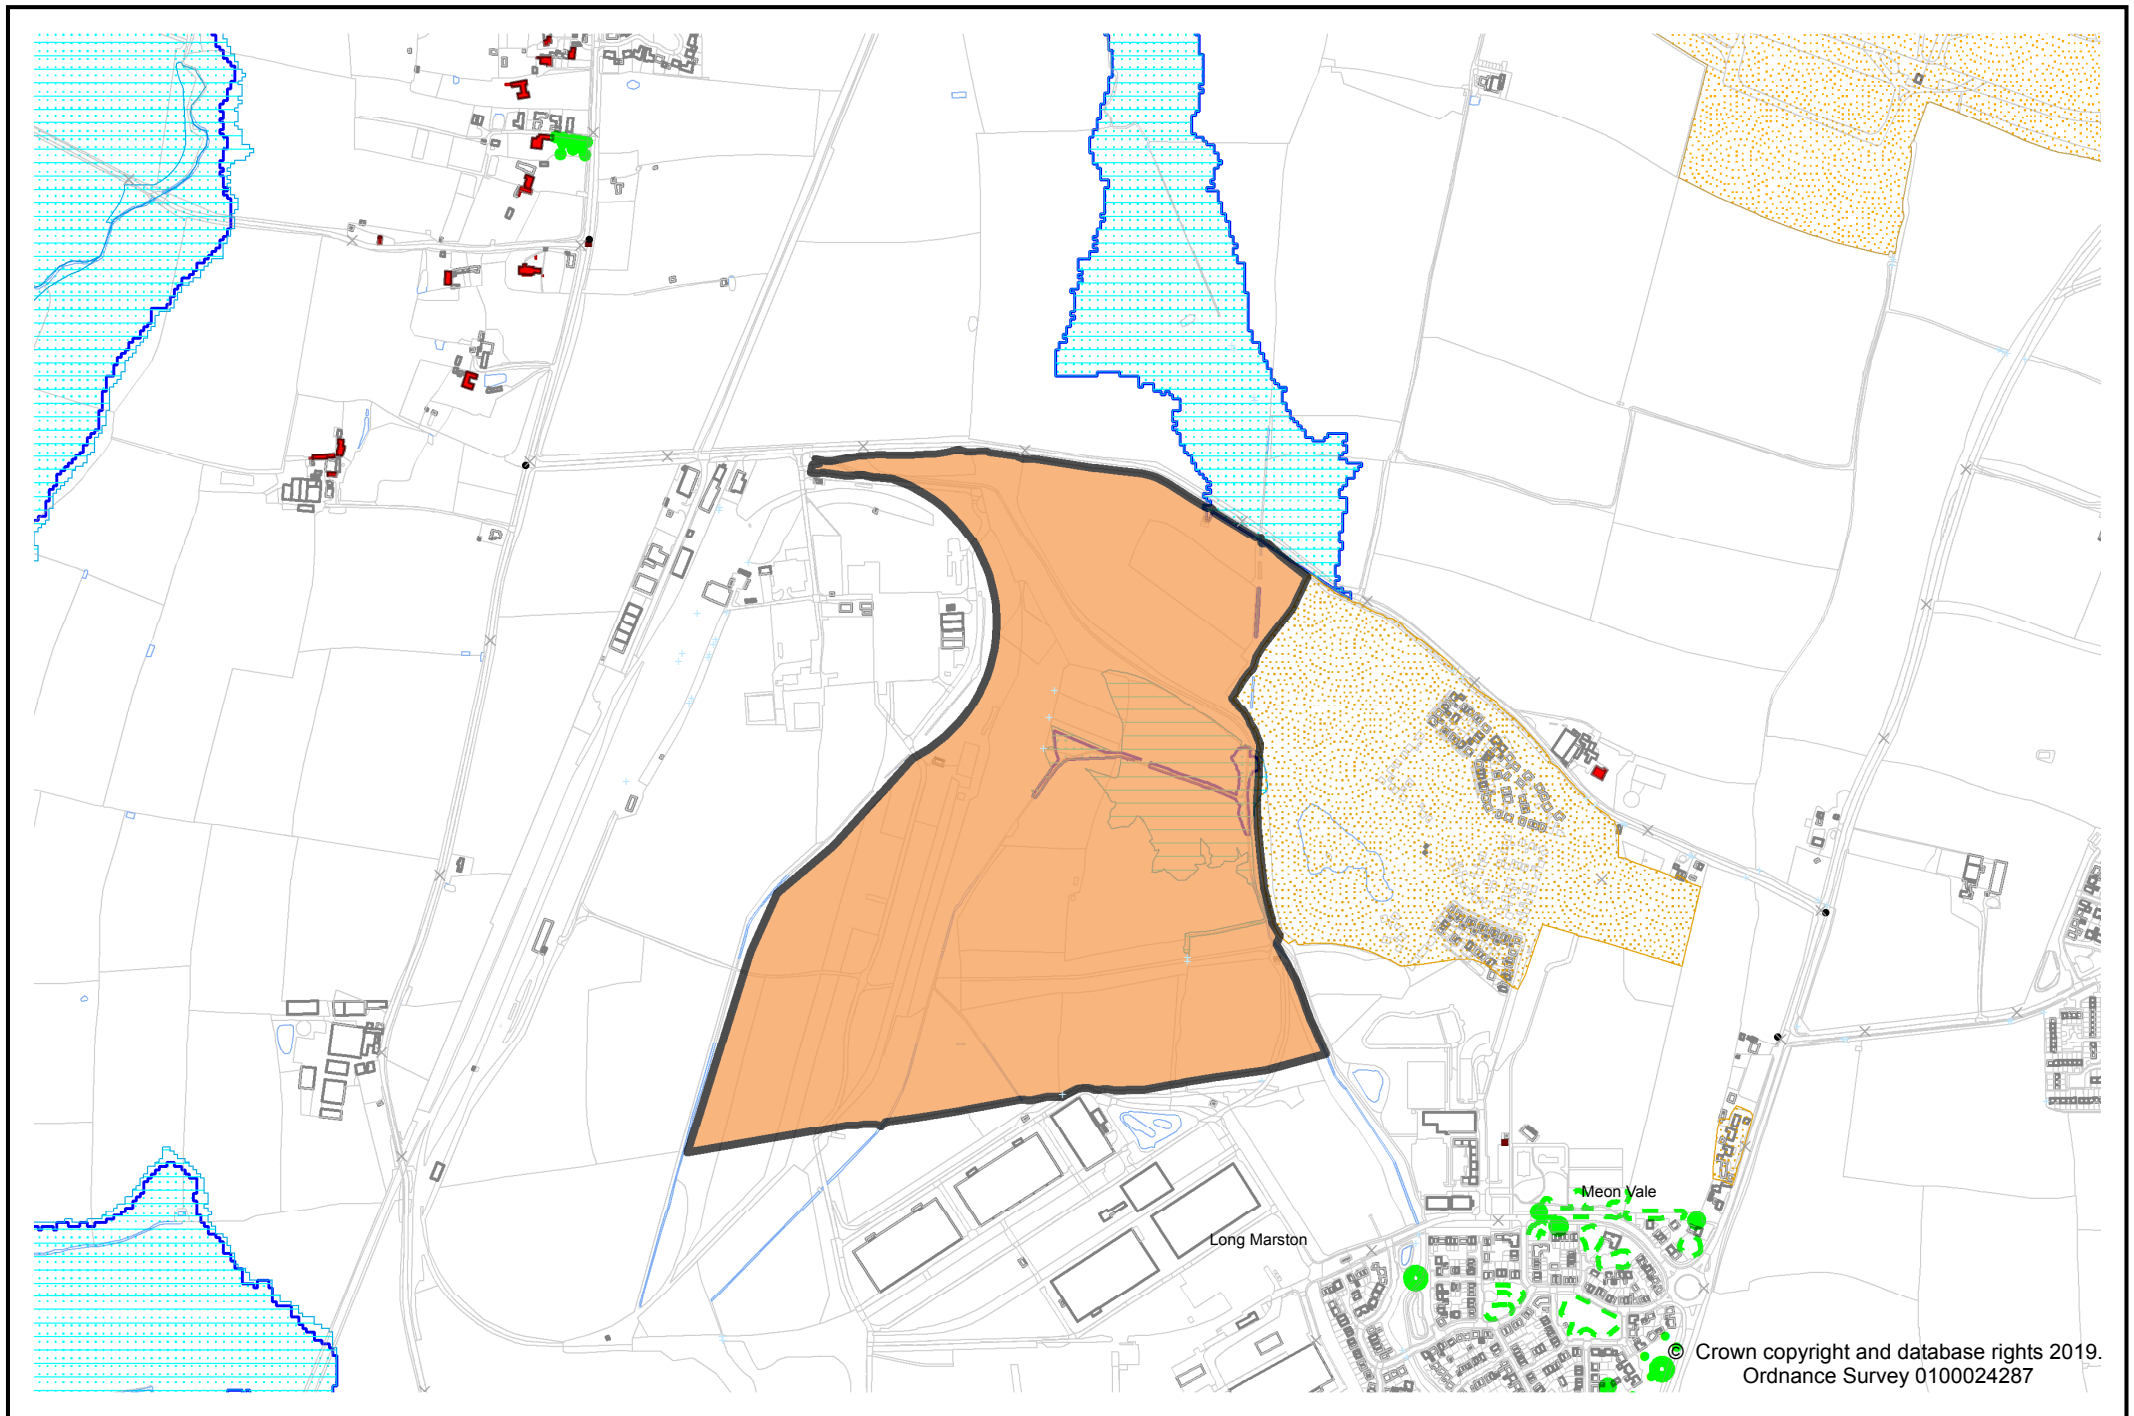 Meon Vale
Long Marston
© Crown copyright and database rights 2019.
Ordnance Survey 0100024287